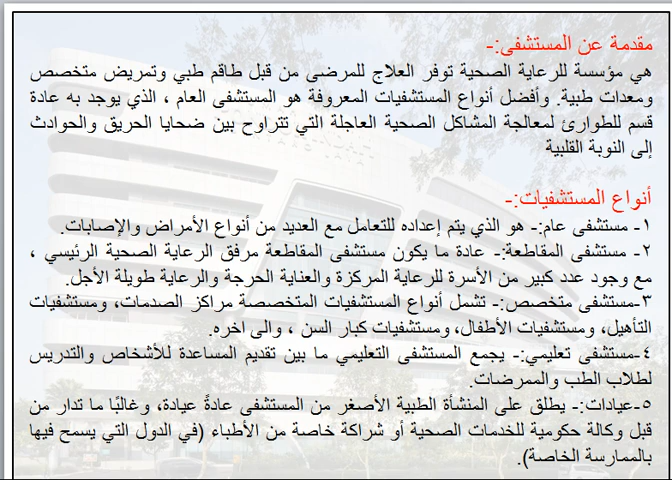 مقدمة عن المستشفى:-
هي مؤسسة للرعاية الصحية توفر العلاج للمرضى من قبل طاقم طبي وتمريض متخصص
ومعدات طبية. وأفضل أنواع المستشفيات المعروفة هو المستشفى العام ، الذي يوجد به عادة
قسم للطوارئ لمعالجة المشاكل الصحية العاجلة التي تتراوح بين ضحايا الحريق والحوادث
إلى النوبة القلبية
أنواع المستشفيات:-
١- مستشفى عام:- هو الذي يتم إعداده للتعامل مع العديد من أنواع الأمراض والإصابات.
٢- مستشفى المقاطعة:- عادة ما يكون مستشفى المقاطعة مرفق الرعاية الصحية الرئيسي ،
مع وجود عدد كبير من الأسرة للرعاية المركزة والعناية الحرجة والرعاية طويلة الأجل.
٣-مستشفى متخصص:- تشمل أنواع المستشفيات المتخصصة مراكز الصدمات، ومستشفيات
التأهيل، ومستشفيات الأطفال، ومستشفيات كبار السن ، والى اخره.
٤-مستشفى تعليمي:- يجمع المستشفى التعليمي ما بين تقديم المساعدة للأشخاص والتدريس
لطلاب الطب والممرضات.
٥-عيادات:- يطلق على المنشأة الطبية الأصغر من المستشفى عادةً عيادة، وغالبًا ما تدار من
قبل وكالة حكومية للخدمات الصحية أو شراكة خاصة من الأطباء (في الدول التي يسمح فيها
بالممارسة الخاصة).